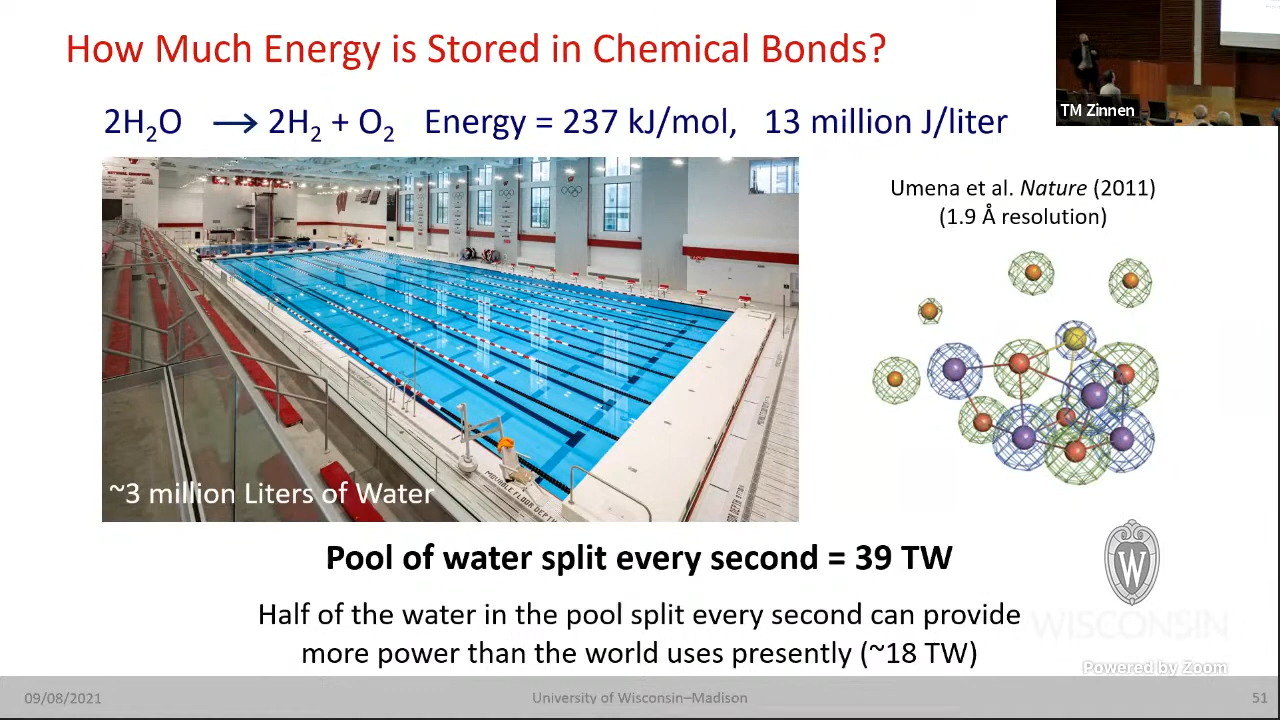 How Much Energy is Stored in Chemical Bonds?
TM Zinnen
2H₂O → 2H₂ + O₂ Energy = 237 kJ/mol, 13 million J/liter
Umena et al. Nature (2011)
(1.9 Å resolution)
~3 million Liters of Water
Pool of water split every second = 39 TW
Half of the water in the pool split every second can provide
more power than the world uses presently (~18 TW)
W
WISCONSIN
Powered by Zoom
09/08/2021 University of Wisconsin–Madison 51